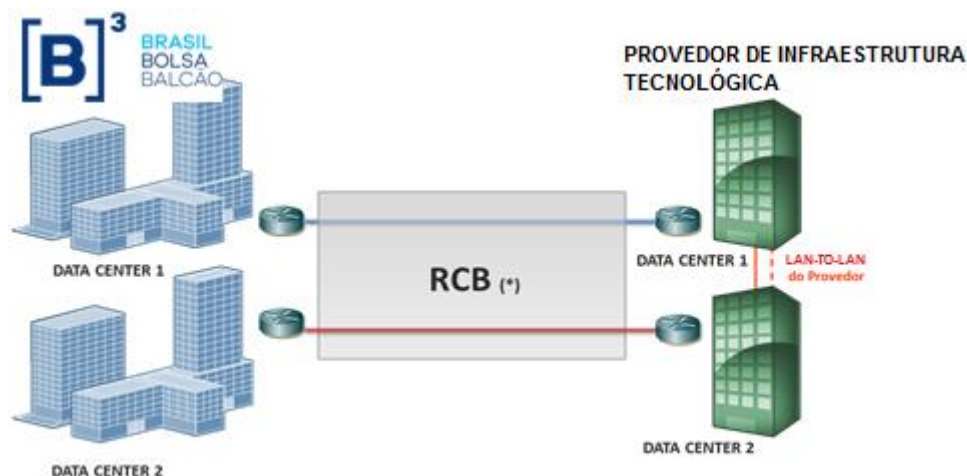 [B]³
BRASIL
BOLSA
BALCÃO
PROVEDOR DE INFRAESTRUTURA
TECNOLÓGICA
DATA CENTER 1
RCB (*)
DATA CENTER 1
LAN-TO-LAN
do Provedor
DATA CENTER 2
DATA CENTER 2